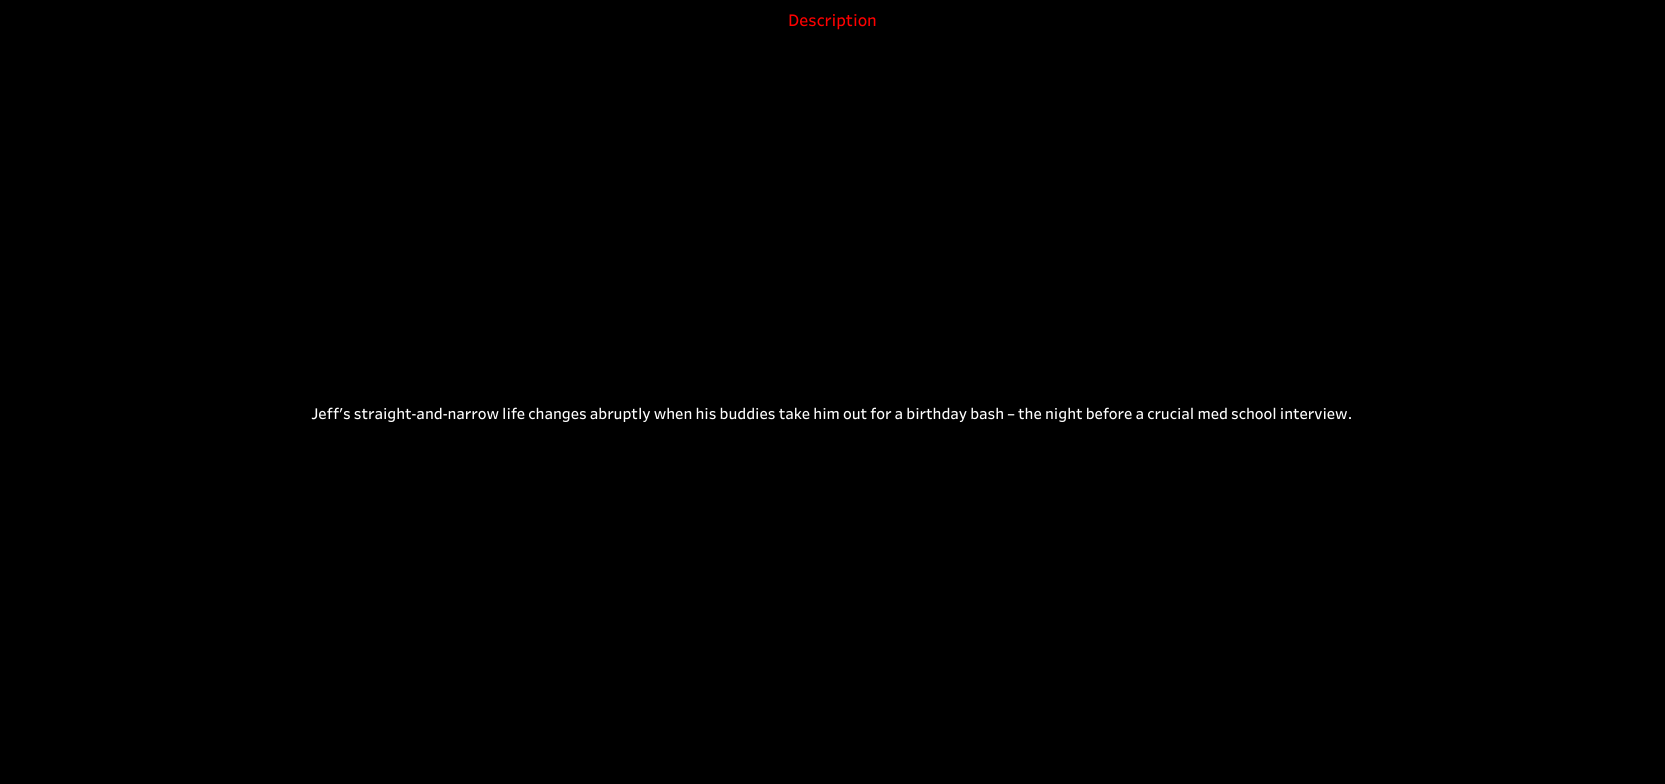 Description
Jeff's straight-and-narrow life changes abruptly when his buddies take him out for a birthday bash – the night before a crucial med school interview.